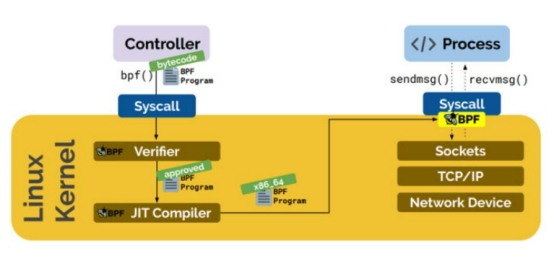 Controller
bytecode
bpf()
BPF
Program
Syscall
</> Process
sendmsg()
recvmsg()
Syscall
BPF
Linux
Kernel
BPF Verifier
approved
BPF
Program
BPF JIT Compiler
x86_64
BPF
Program
Sockets
TCP/IP
Network Device